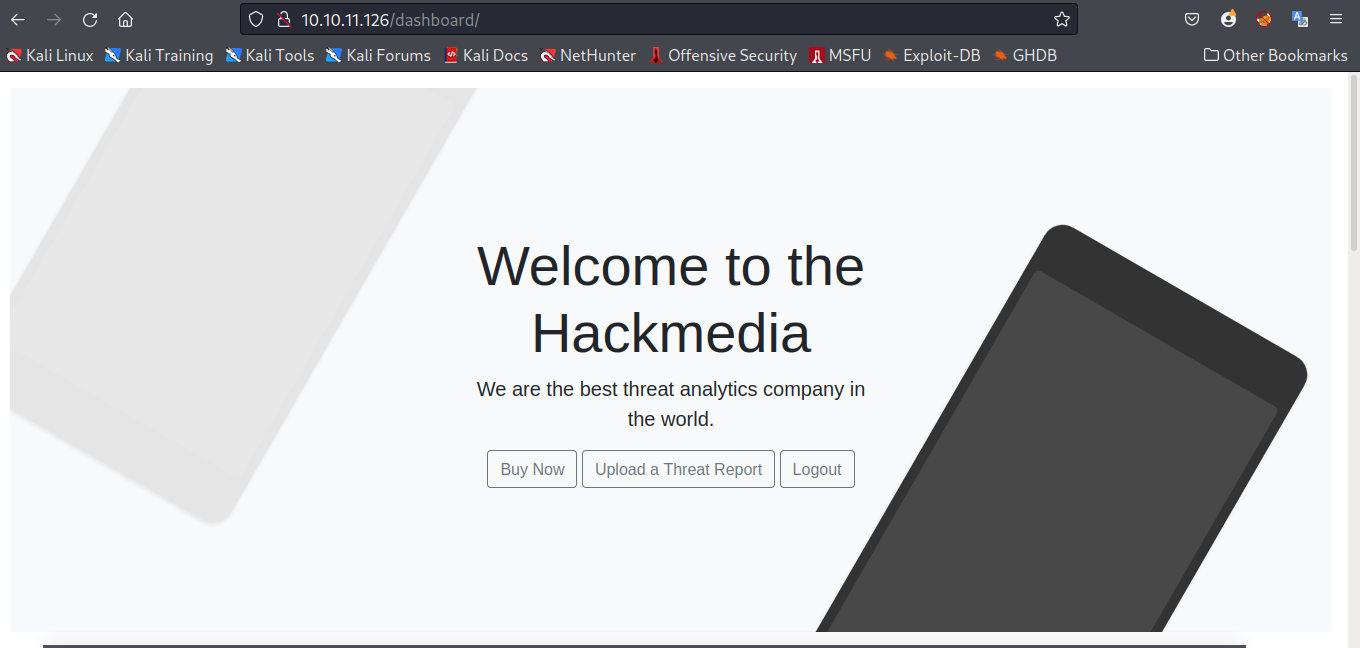 10.10.11.126/dashboard/
Kali Linux Kali Training Kali Tools Kali Forums Kali Docs NetHunter Offensive Security MSFU Exploit-DB GHDB Other Bookmarks
Welcome to the
Hackmedia
We are the best threat analytics company in
the world.
Buy Now Upload a Threat Report Logout